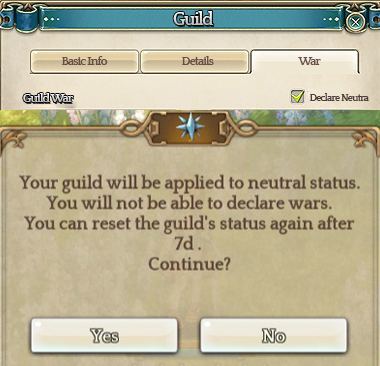 Guild
Basic Info
Details
War
Guild War
Declare Neutra
Your guild will be applied to neutral status.
You will not be able to declare wars.
You can reset the guild's status again after
7d .
Continue?
Yes
No